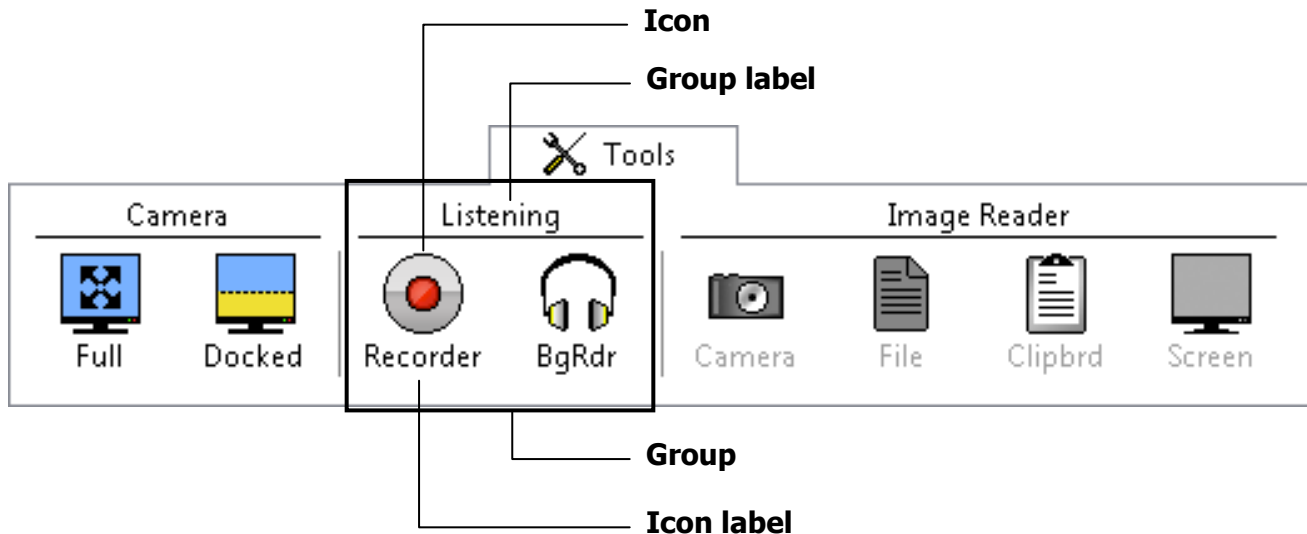 Icon
Group label
Tools
Camera Listening Image Reader
Full Docked Recorder BgRdr Camera File Clipbrd Screen
Group
Icon label